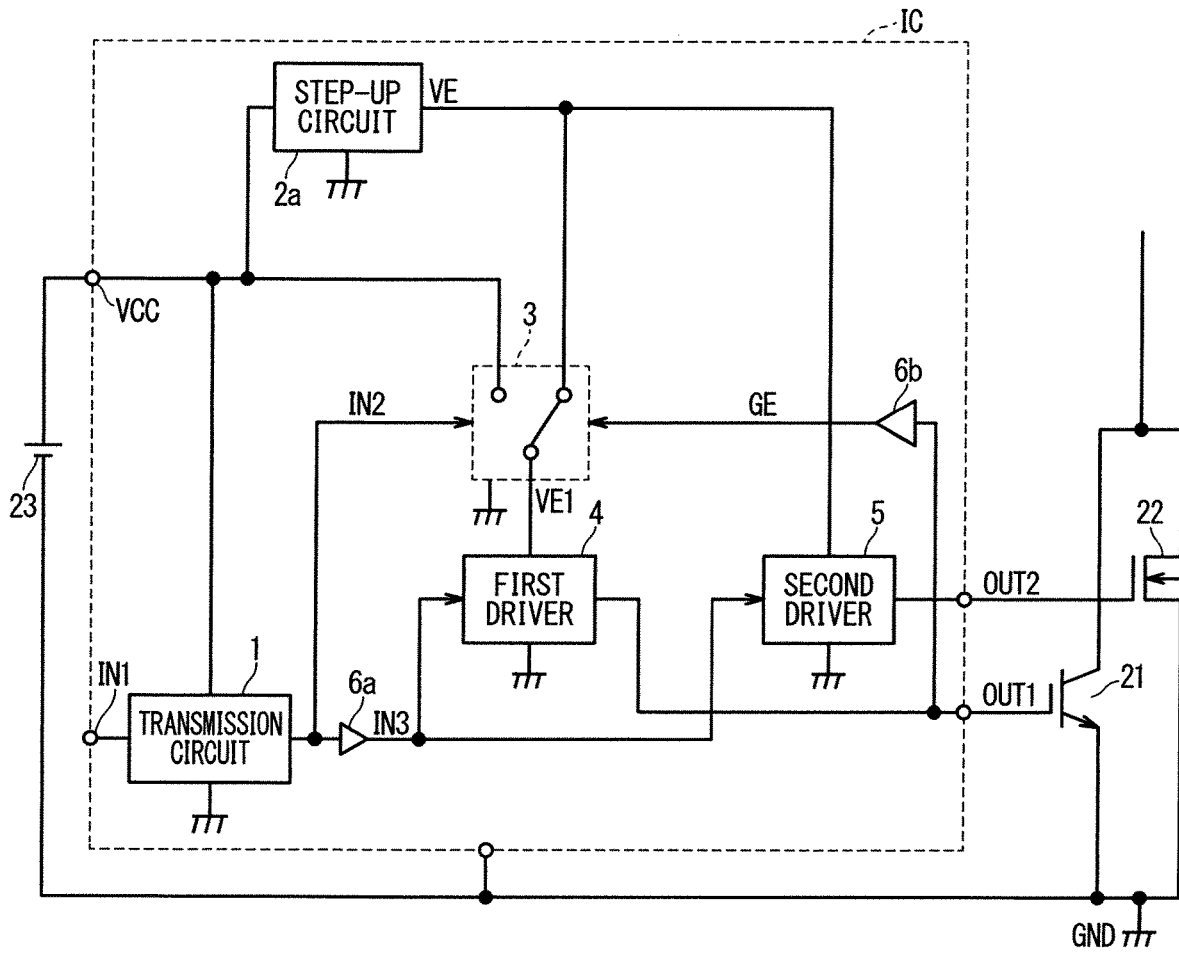 IC
STEP-UP
CIRCUIT
VE
2a
VCC
3
6b
IN2
GE
23
VE1
4
5
22
FIRST
DRIVER
SECOND
DRIVER
OUT2
1
IN1
6a
IN3
OUT1
21
TRANSMISSION
CIRCUIT
GND